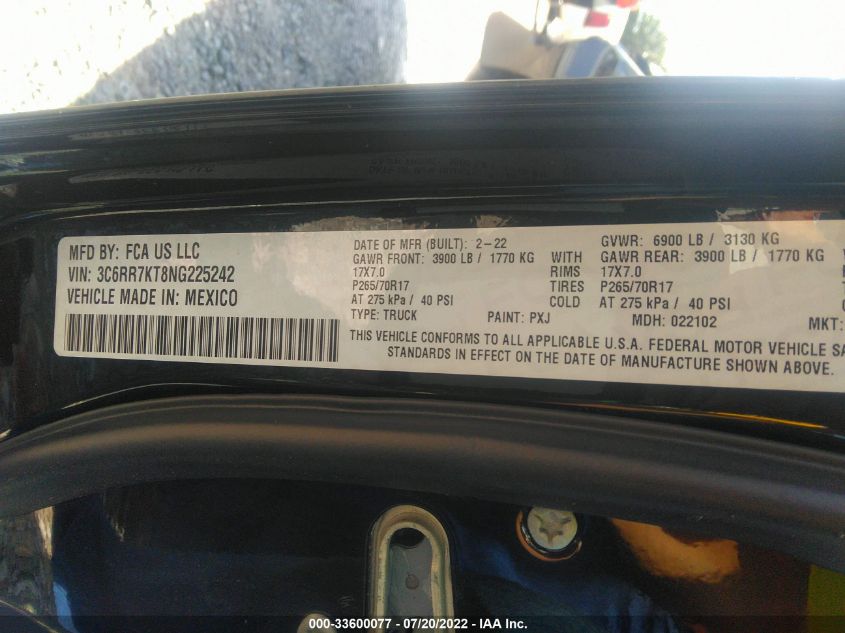 MFD BY: FCA US LLC
VIN: 3C6RR7KT8NG225242
VEHICLE MADE IN: MEXICO
DATE OF MFR (BUILT): 2-22 GVWR: 6900 LB / 3130 KG
GAWR FRONT: 3900 LB / 1770 KG WITH GAWR REAR: 3900 LB / 1770 KG
17X7.0 RIMS 17X7.0
P265/70R17 TIRES P265/70R17
AT 275 kPa / 40 PSI COLD AT 275 kPa / 40 PSI
TYPE: TRUCK PAINT: PXJ MDH: 022102 MKT:
THIS VEHICLE CONFORMS TO ALL APPLICABLE U.S.A. FEDERAL MOTOR VEHICLE SA
STANDARDS IN EFFECT ON THE DATE OF MANUFACTURE SHOWN ABOVE.
000-33600077 - 07/20/2022 - IAAI, Inc.